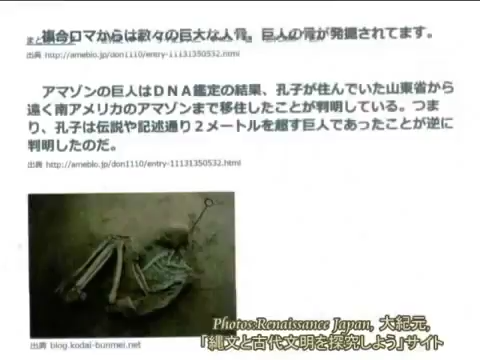 複合ロマからは数々の巨大な人骨。巨人の骨が発掘されてます。
出典 http://ameblo.jp/don1110/entry-11131350532.html
アマゾンの巨人はDNA鑑定の結果、孔子が住んでいた山東省から
遠く南アメリカのアマゾンまで移住したことが判明している。つま
り、孔子は伝説や記述通り2メートルを超す巨人であったことが逆に
判明したのだ。
出典 http://ameblo.jp/don1110/entry-11131350532.html
Photos:Renaissance Japan, 大紀元,
出典 blog.kodai-bunmei.net
「縄文と古代文明を探究しよう」サイト